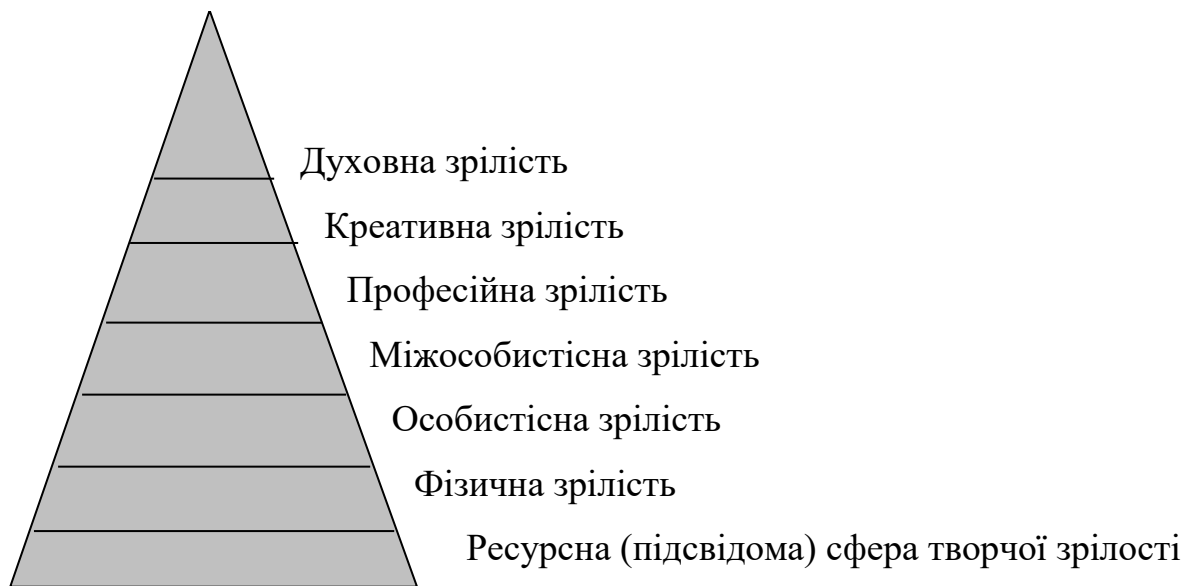 Духовна зрілість
Креативна зрілість
Професійна зрілість
Міжособистісна зрілість
Особистісна зрілість
Фізична зрілість
Ресурсна (підсвідома) сфера творчої зрілості